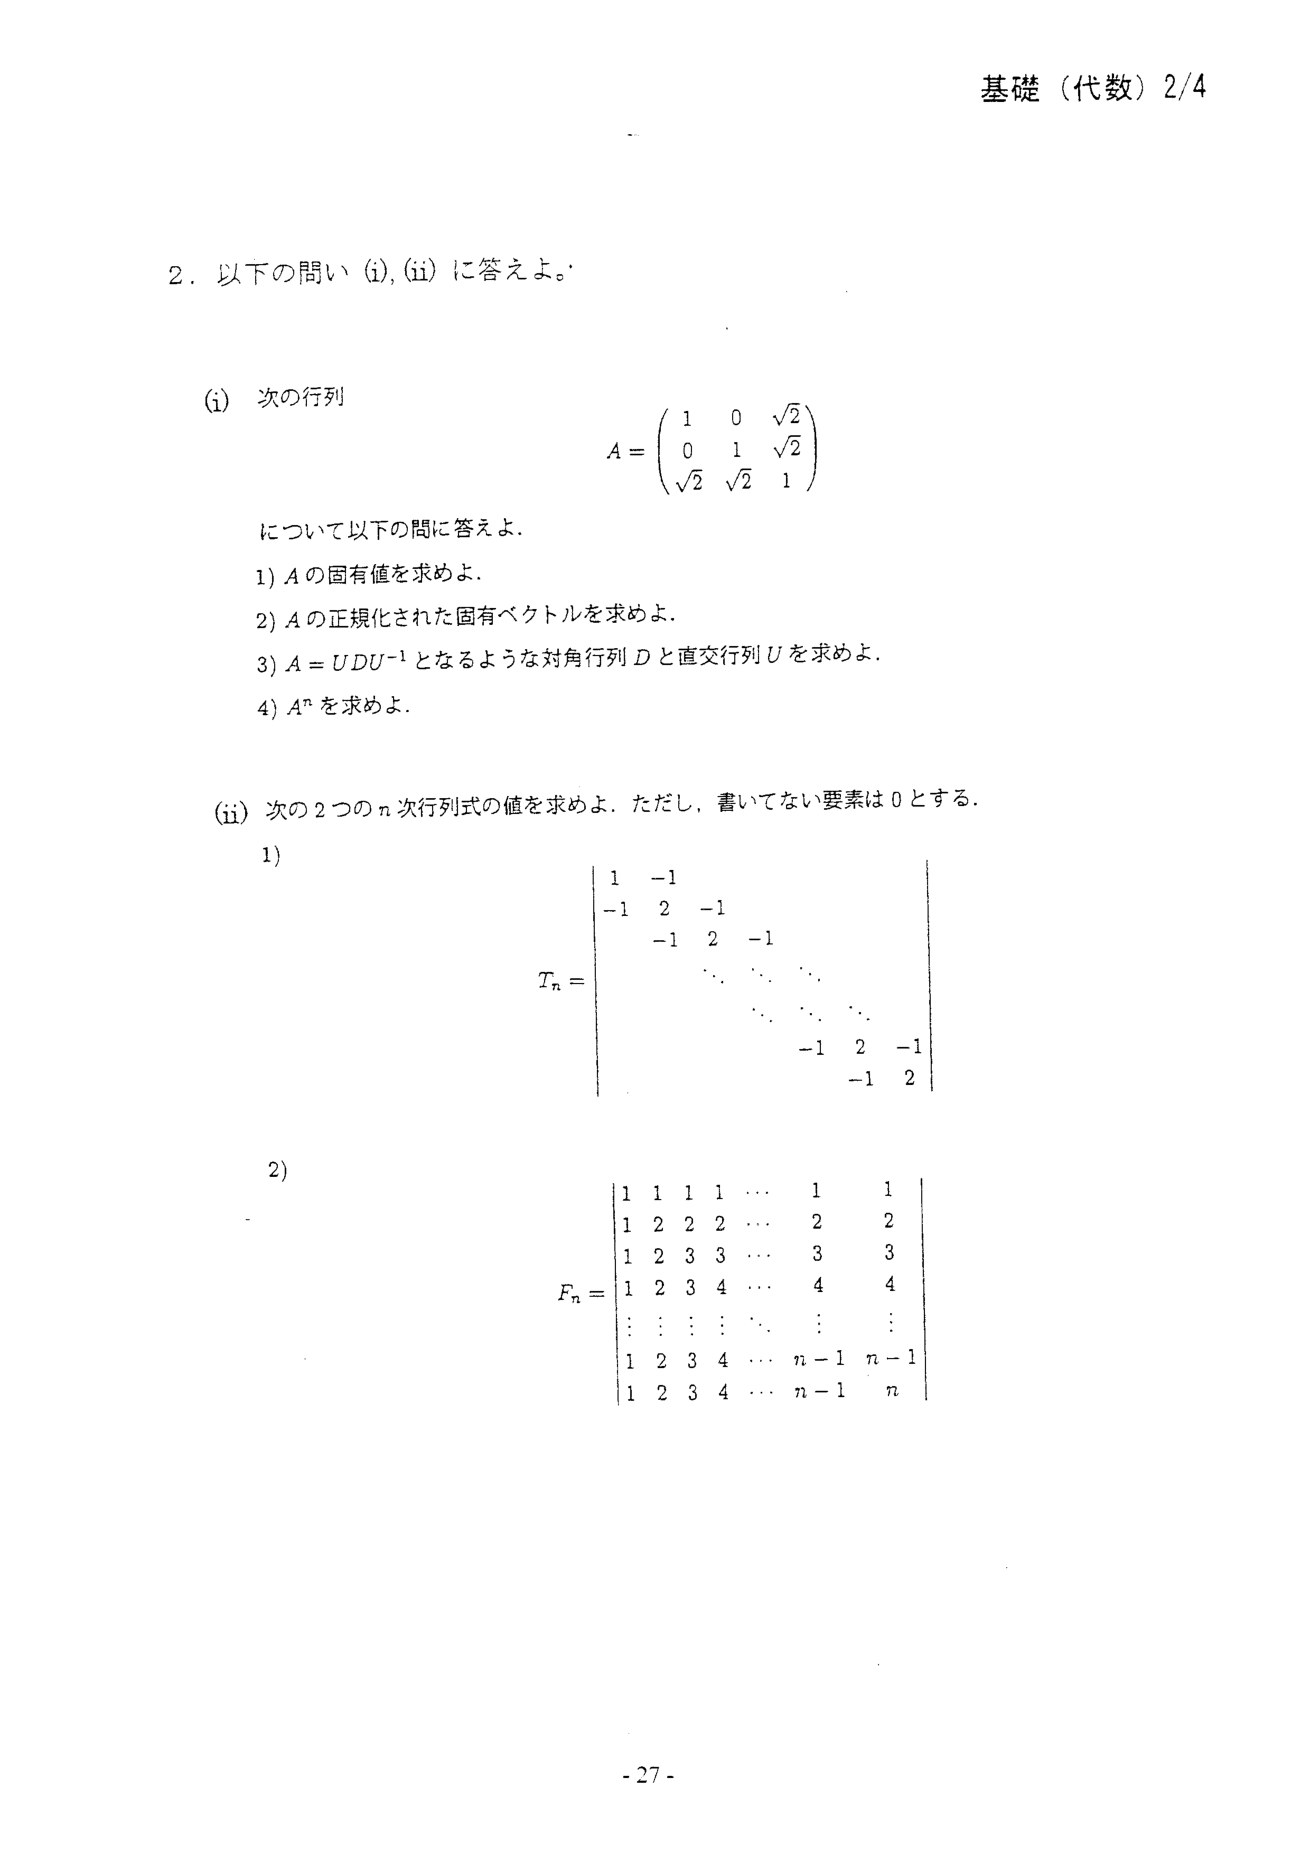 基礎（代数）2/4
2. 以下の問い (i), (ii) に答えよ。
(i) 次の行列
A = ( 1 0 √2
0 1 √2
√2 √2 1 )
について以下の問に答えよ.
1) A の固有値を求めよ.
2) A の正規化された固有ベクトルを求めよ.
3) A = UDU⁻¹ となるような対角行列 D と直交行列 U を求めよ.
4) Aⁿ を求めよ.
(ii) 次の 2 つの n 次行列式の値を求めよ. ただし, 書いてない要素は 0 とする.
1)
1 −1
−1 2 −1
−1 2 −1
Tₙ = ⋱ ⋱ ⋱
⋱ ⋱ ⋱
−1 2 −1
−1 2
2)
1 1 1 1 ⋯ 1 1
1 2 2 2 ⋯ 2 2
1 2 3 3 ⋯ 3 3
Fₙ = 1 2 3 4 ⋯ 4 4
⋮ ⋮ ⋮ ⋮ ⋱ ⋮ ⋮
1 2 3 4 ⋯ n − 1 n − 1
1 2 3 4 ⋯ n − 1 n
- 27 -